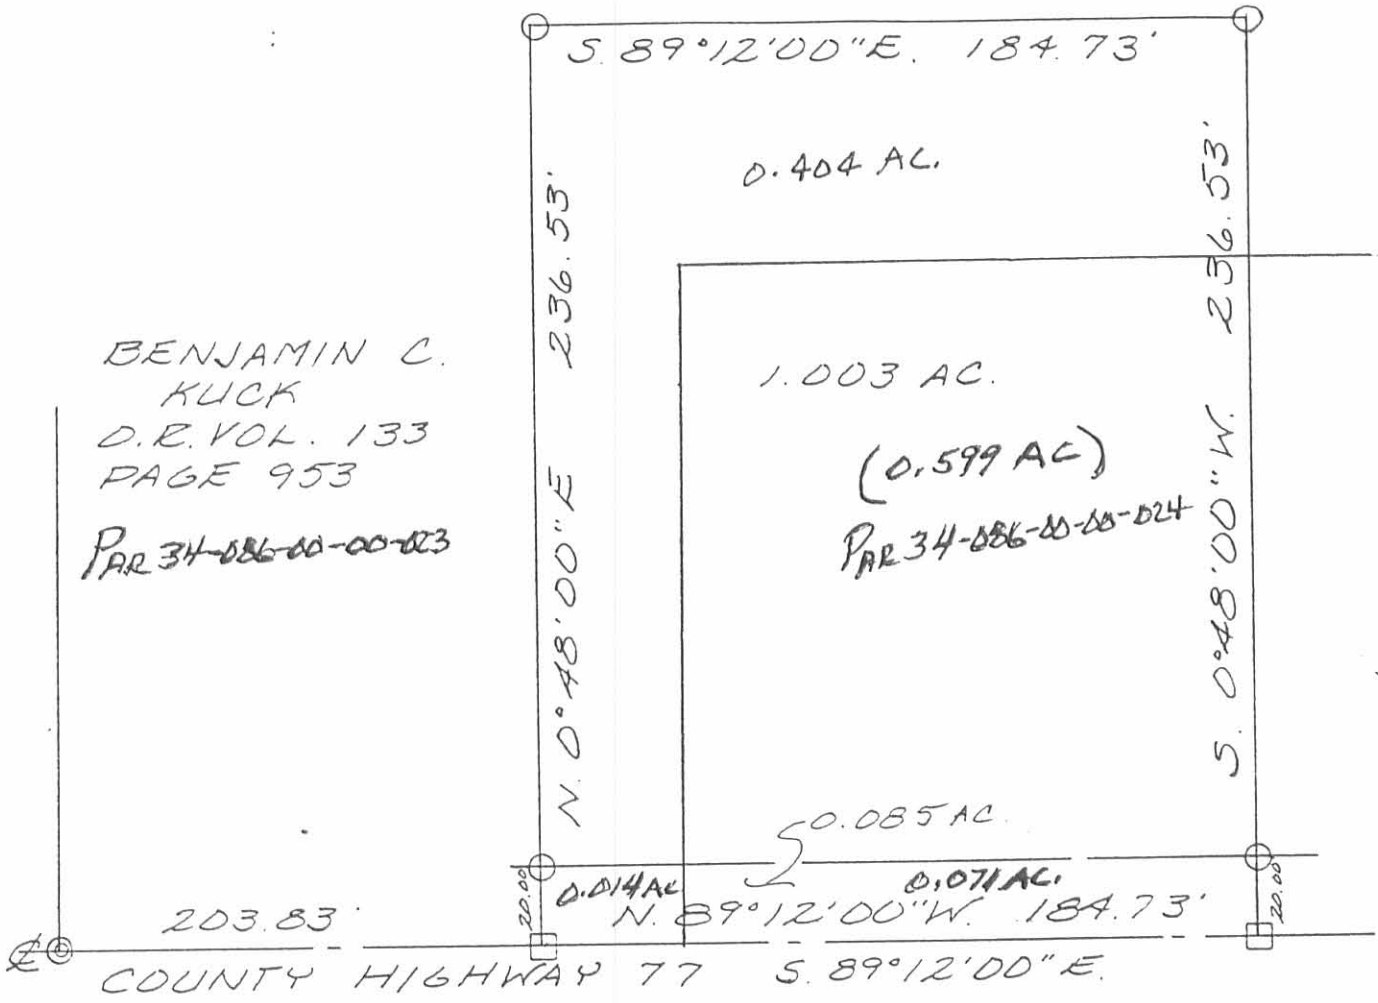 S. 89°12'00"E. 184.73'
0.404 AC.
236.53'
236.53'
BENJAMIN C.
KUCK
O.R. VOL. 133
PAGE 953
PAR 34-086-00-00-023
1.003 AC.
(0.599 AC)
PAR 34-086-00-00-024
N. 0°48'00"E
S. 0°48'00"W.
0.085 AC.
20.00'
0.014 AC
0.071 AC.
20.00'
203.83'
N. 89°12'00"W. 184.73'
COUNTY HIGHWAY 77 S. 89°12'00"E.